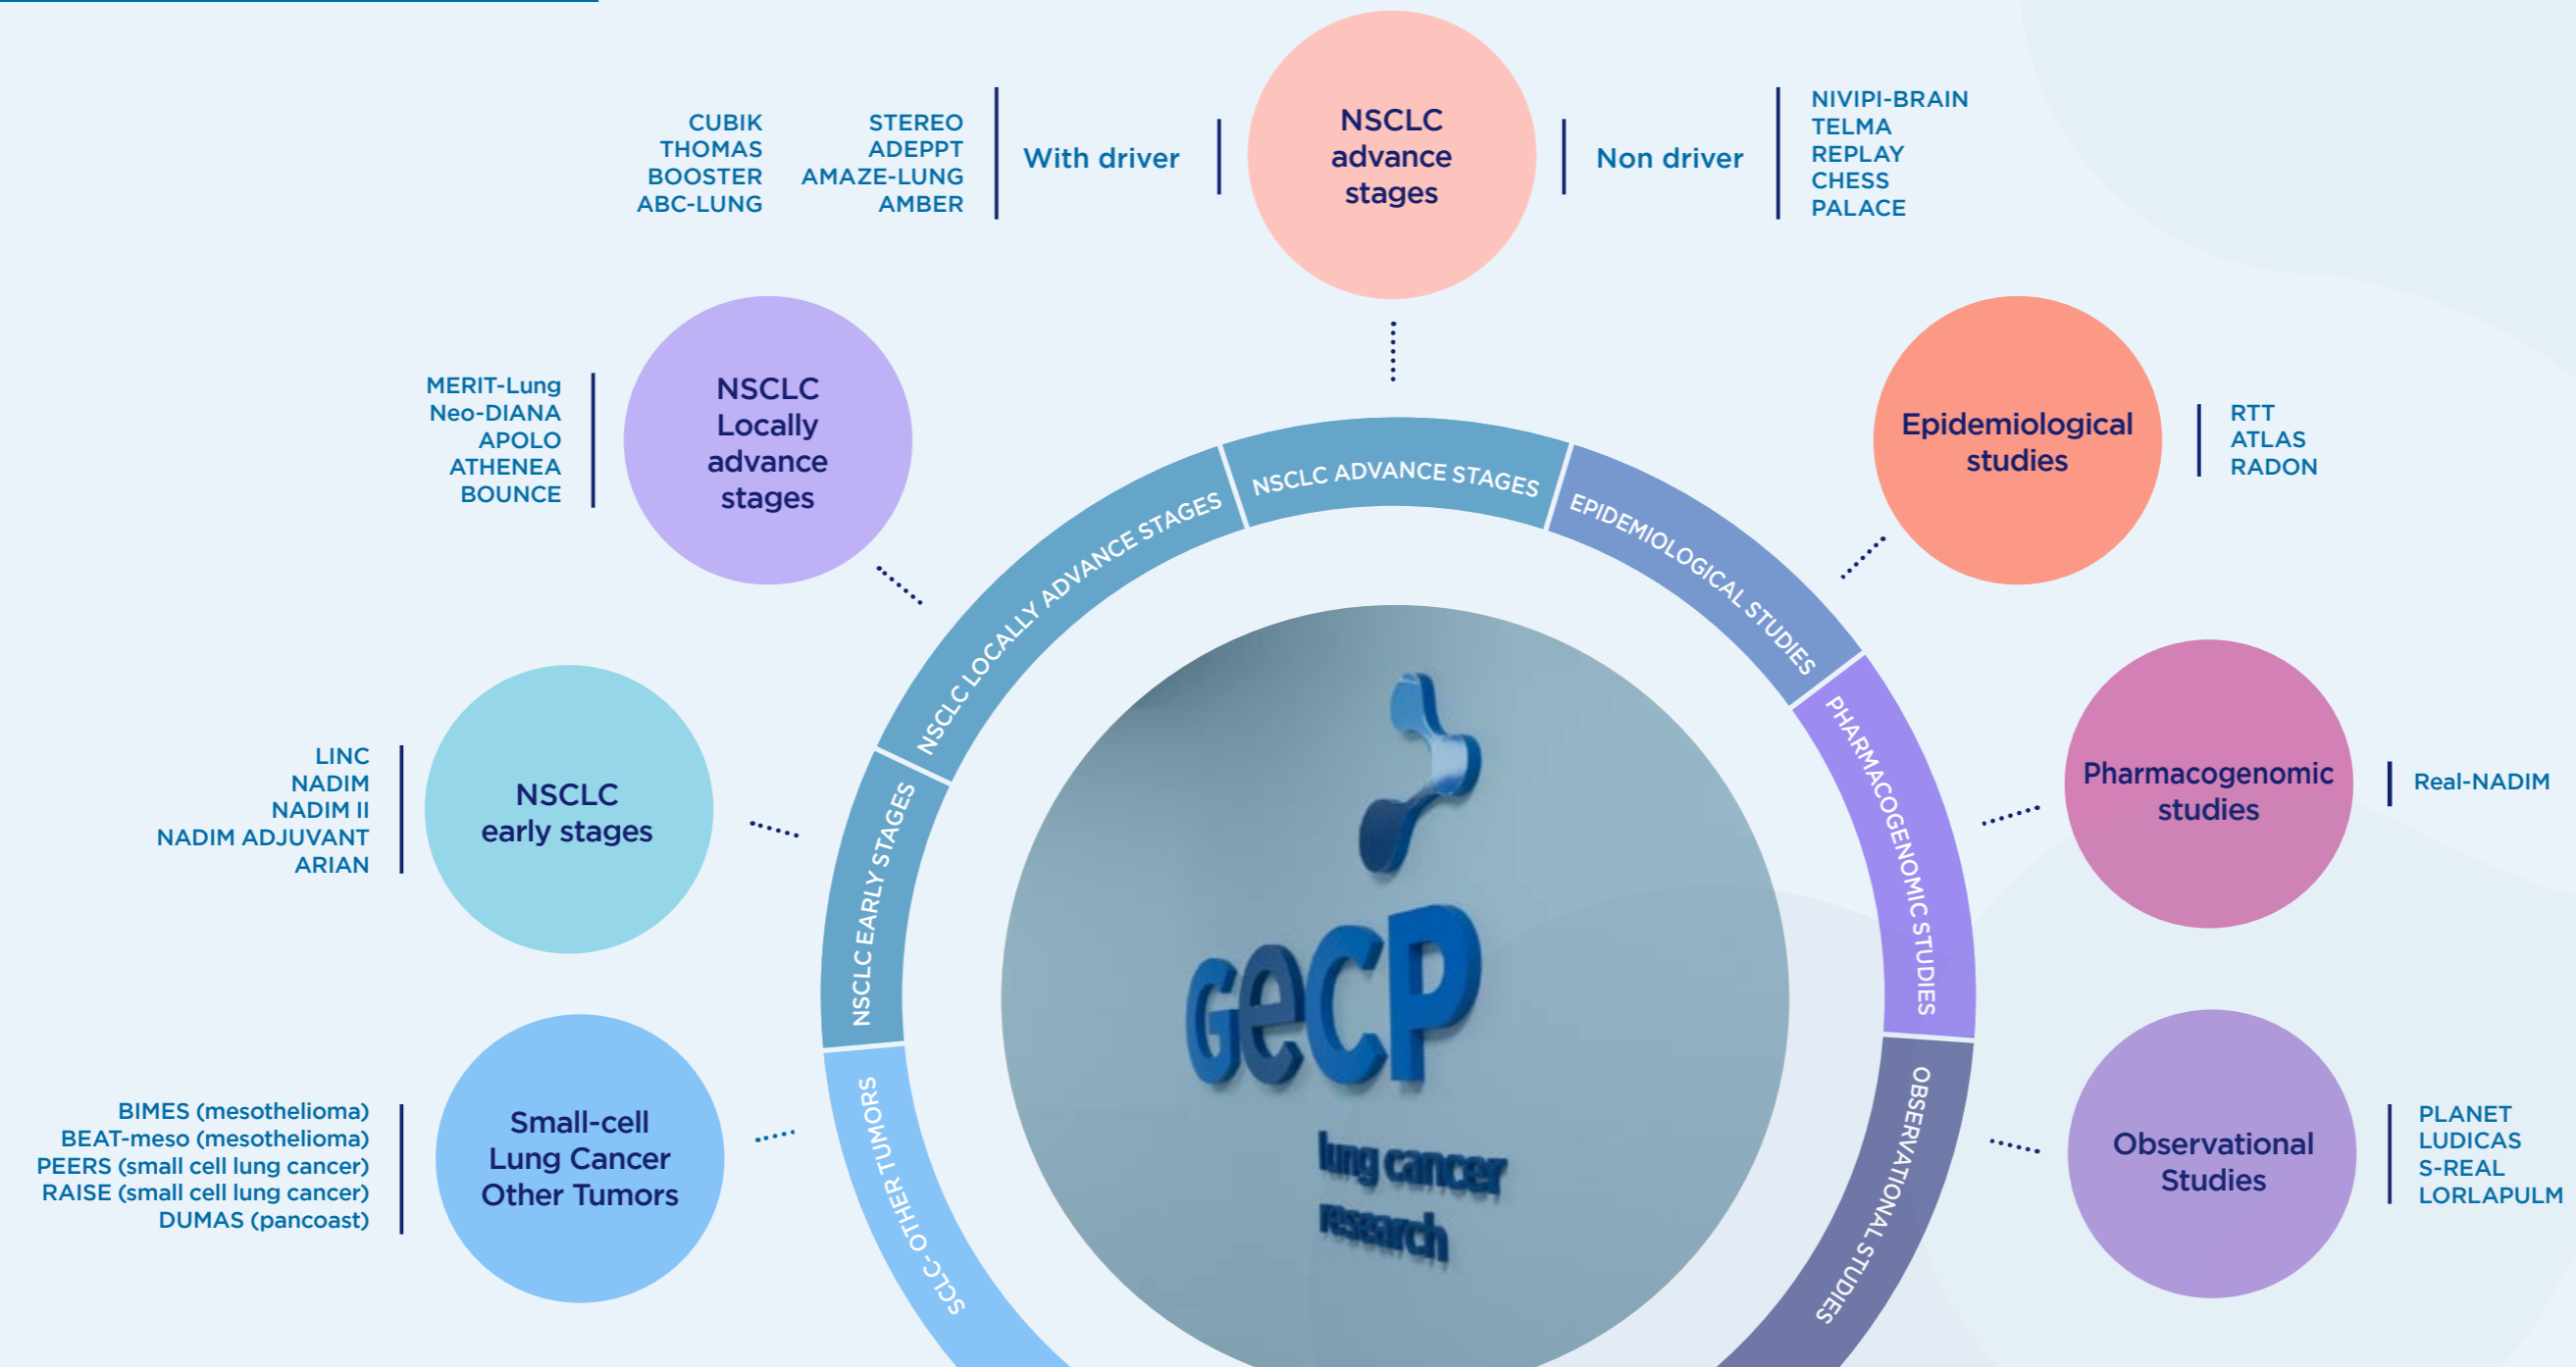 CUBIK
THOMAS
BOOSTER
ABC-LUNG
STEREO
ADEPPT
AMAZE-LUNG
AMBER
With driver
NSCLC
advance
stages
Non driver
NIVIPI-BRAIN
TELMA
REPLAY
CHESS
PALACE
MERIT-Lung
Neo-DIANA
APOLO
ATHENEA
BOUNCE
NSCLC
Locally
advance
stages
Epidemiological
studies
RTT
ATLAS
RADON
LINC
NADIM
NADIM II
NADIM ADJUVANT
ARIAN
NSCLC
early stages
Pharmacogenomic
studies
Real-NADIM
BIMES (mesothelioma)
BEAT-meso (mesothelioma)
PEERS (small cell lung cancer)
RAISE (small cell lung cancer)
DUMAS (pancoast)
Small-cell
Lung Cancer
Other Tumors
Observational
Studies
PLANET
LUDICAS
S-REAL
LORLAPULM
SCLC- OTHER TUMORS
NSCLC EARLY STAGES
NSCLC LOCALLY ADVANCE STAGES
NSCLC ADVANCE STAGES
EPIDEMIOLOGICAL STUDIES
PHARMACOGENOMIC STUDIES
OBSERVATIONAL STUDIES
GeCP
lung cancer
research